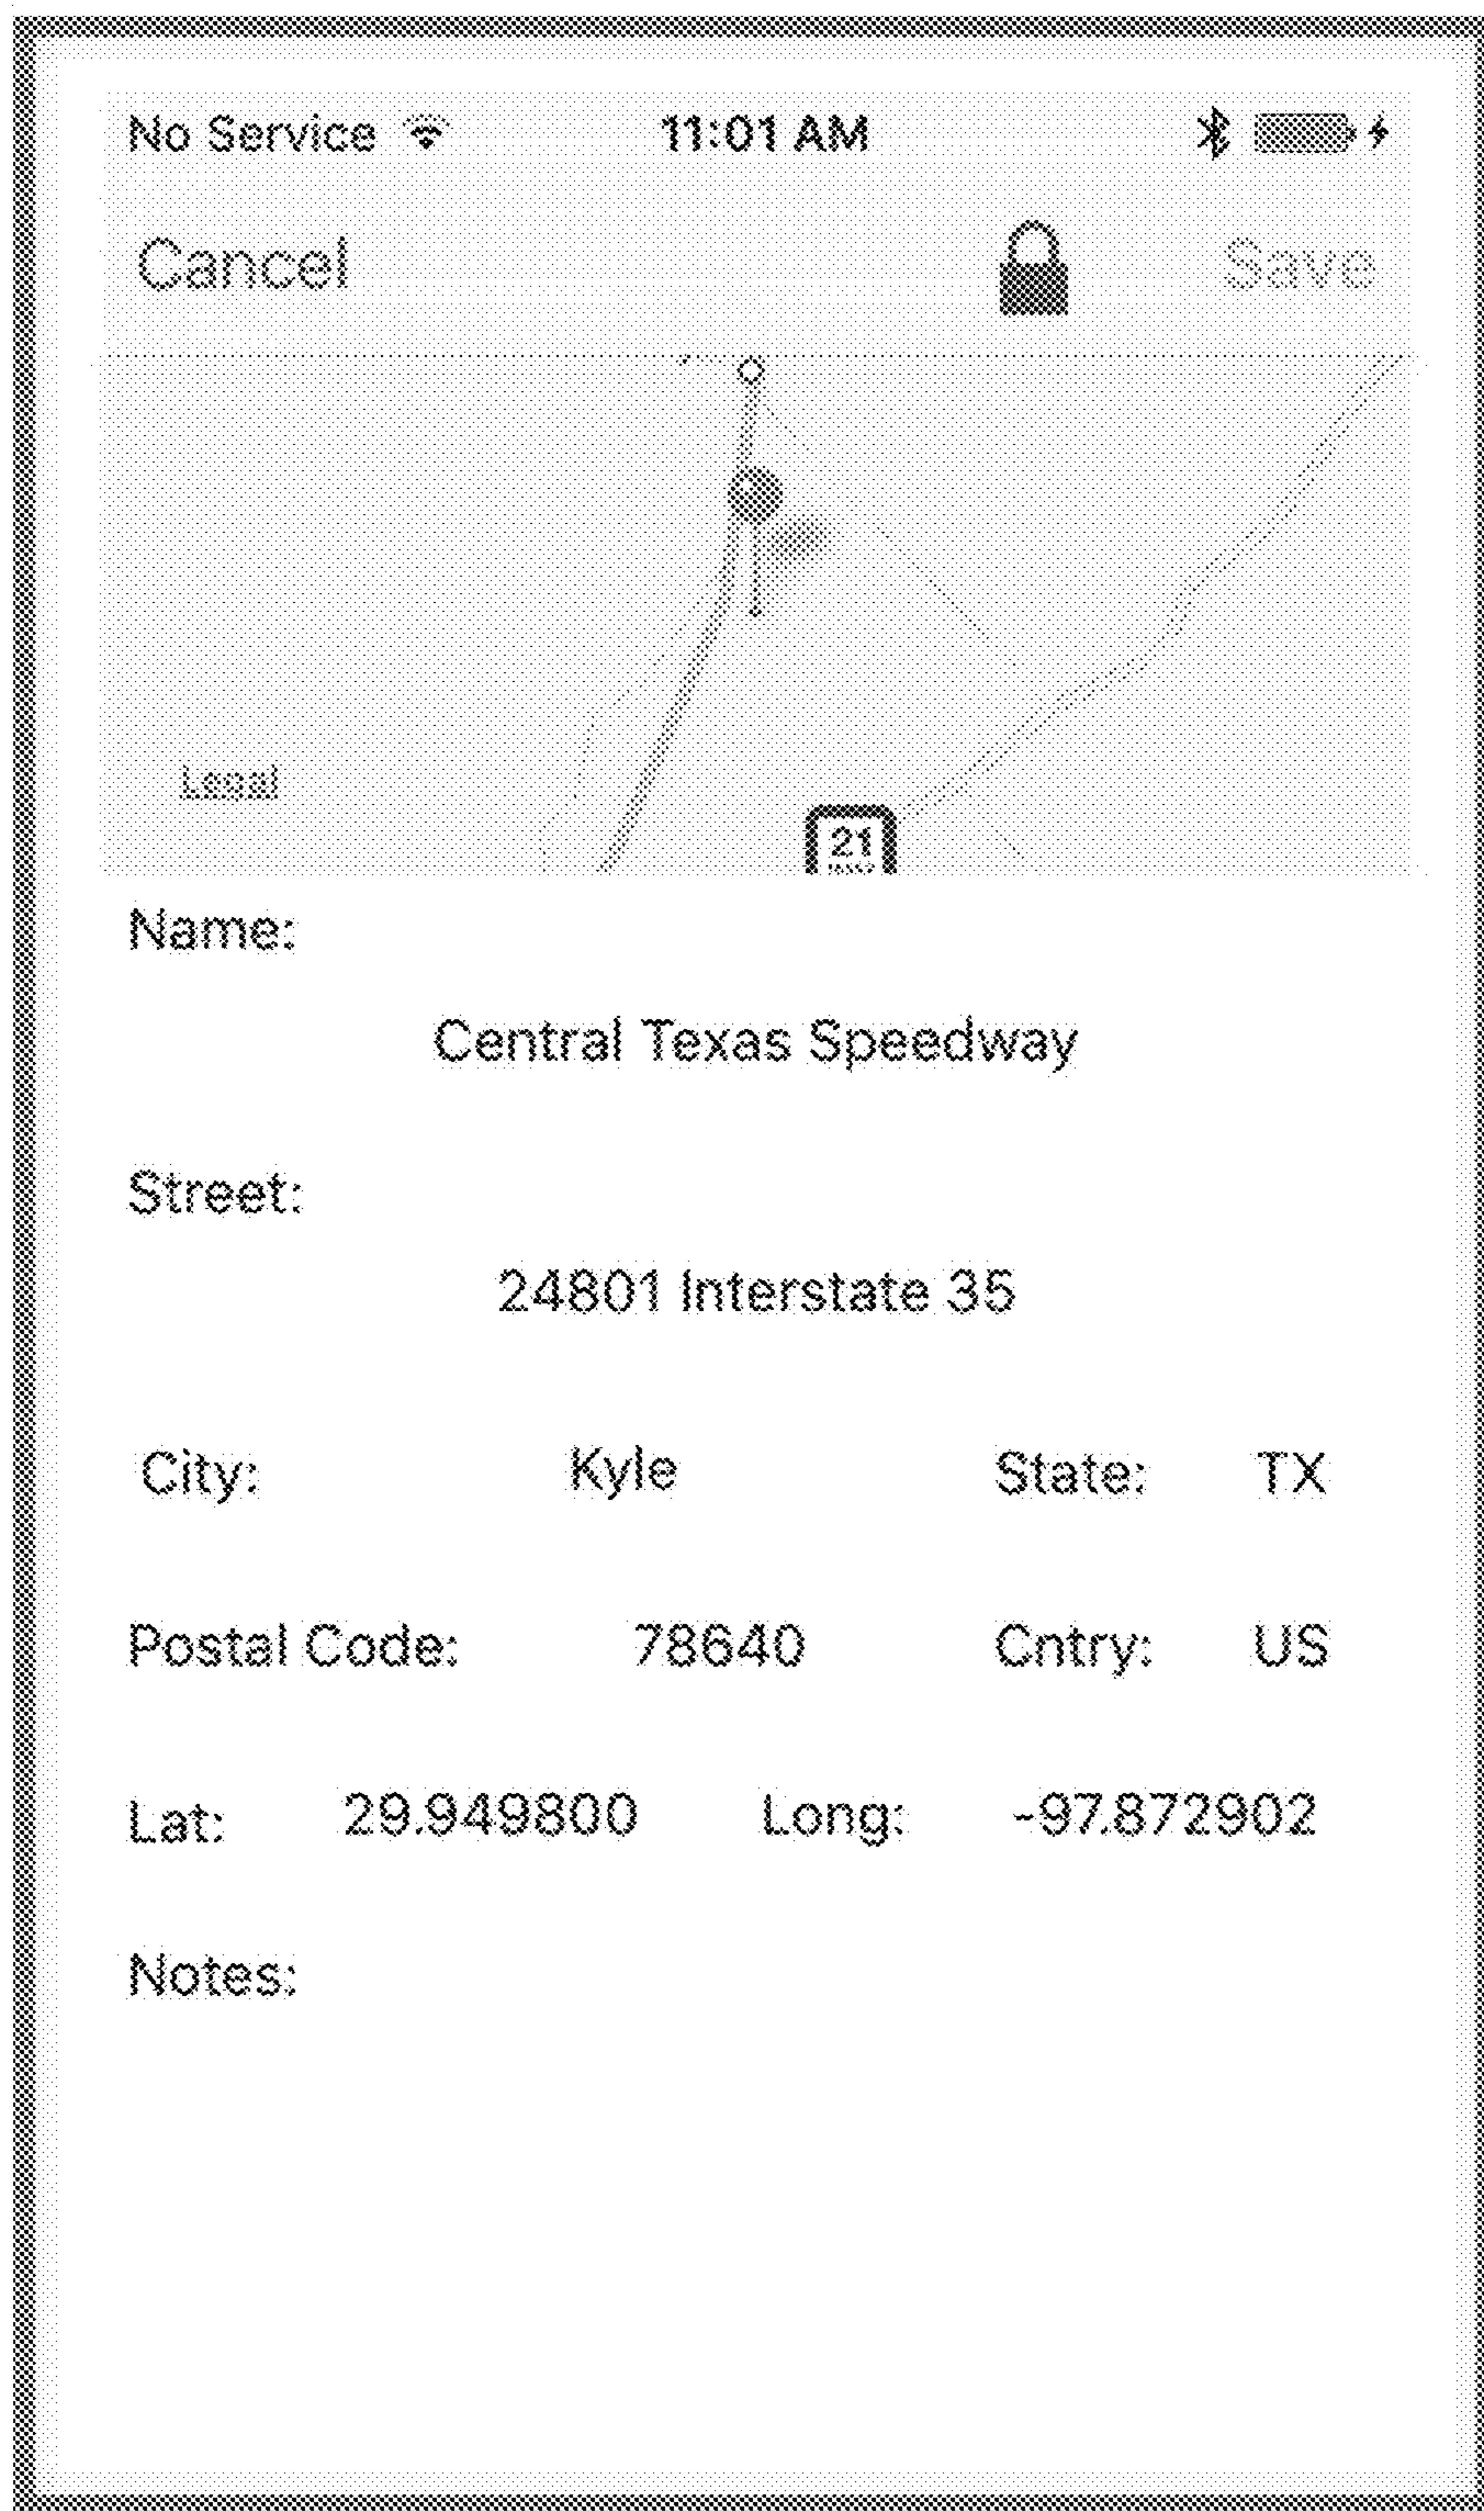 No Service 11:01 AM
Cancel Save
Legal
21
Name:
Central Texas Speedway
Street:
24801 Interstate 35
City: Kyle State: TX
Postal Code: 78640 Cntry: US
Lat: 29.949800 Long: -97.872902
Notes: